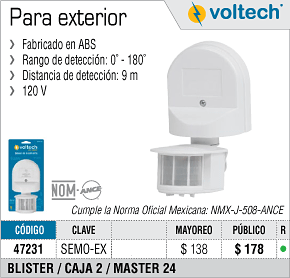 Para exterior
voltech
Fabricado en ABS
Rango de detección: 0° - 180°
Distancia de detección: 9 m
120 V
voltech
NOM-ANCE
Cumple la Norma Oficial Mexicana: NMX-J-508-ANCE
CÓDIGO CLAVE MAYOREO PÚBLICO R
47231 SEMO-EX $ 138 $ 178
BLISTER / CAJA 2 / MASTER 24